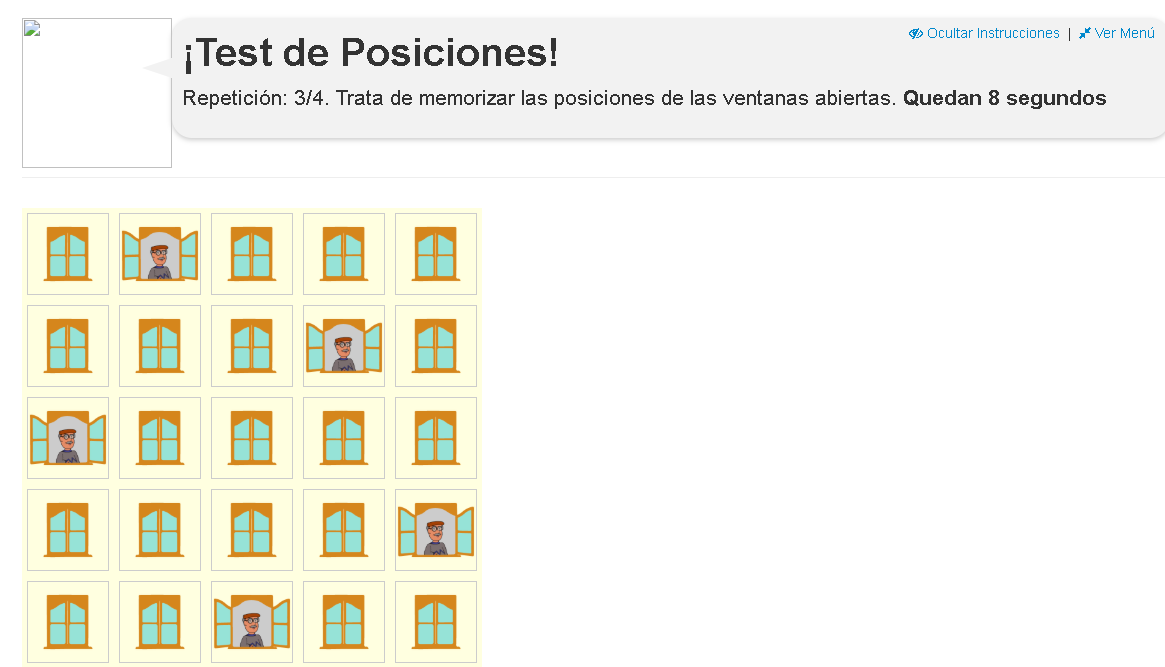 Ocultar Instrucciones | Ver Menú
¡Test de Posiciones!
Repetición: 3/4. Trata de memorizar las posiciones de las ventanas abiertas. Quedan 8 segundos